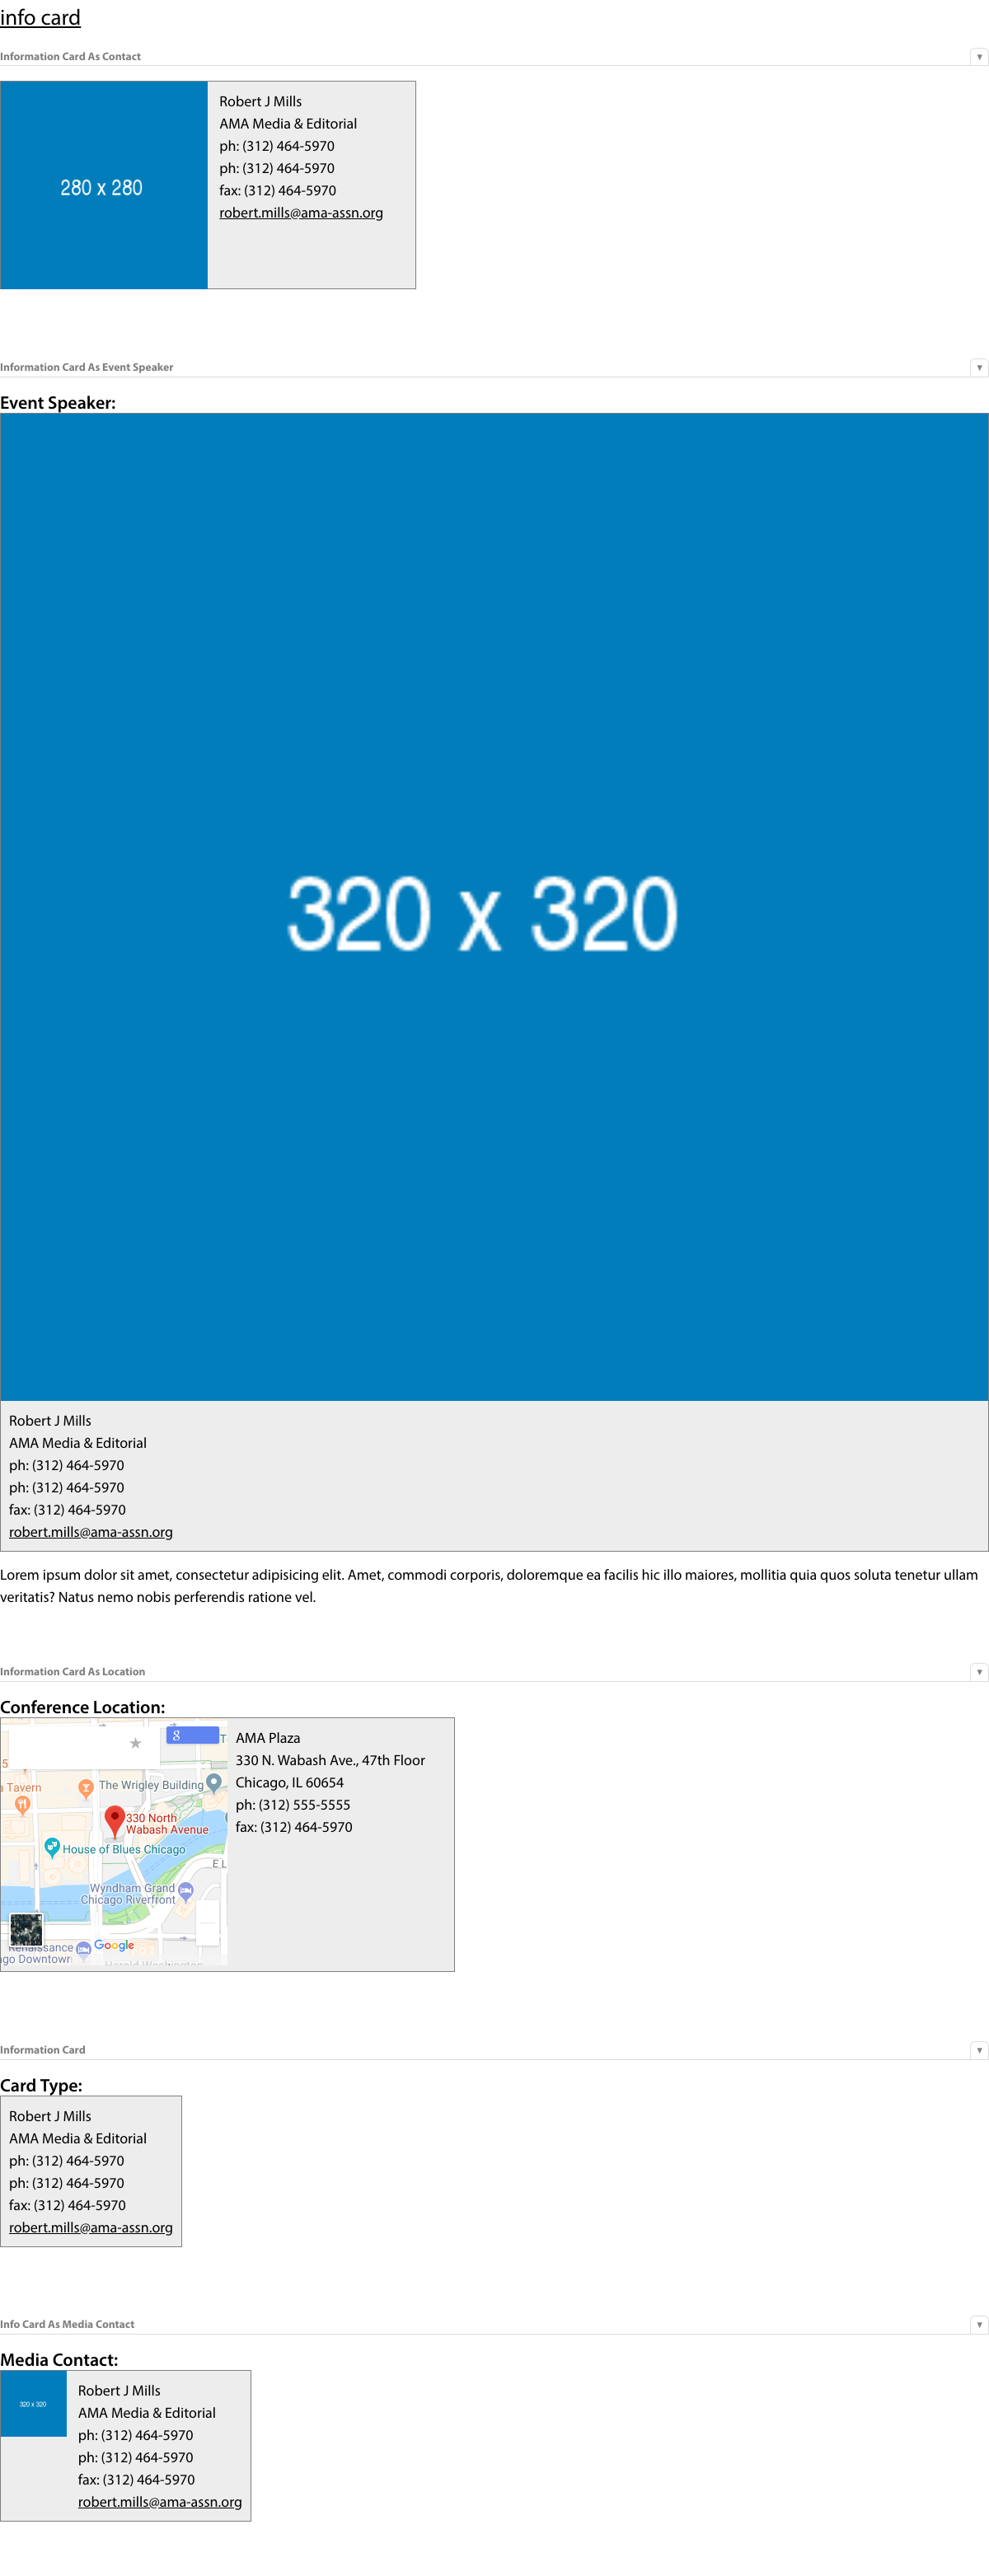 info card
Information Card As Contact
▼
280 x 280
Robert J Mills
AMA Media & Editorial
ph: (312) 464-5970
ph: (312) 464-5970
fax: (312) 464-5970
robert.mills@ama-assn.org
Information Card As Event Speaker
▼
Event Speaker:
320 x 320
Robert J Mills
AMA Media & Editorial
ph: (312) 464-5970
ph: (312) 464-5970
fax: (312) 464-5970
robert.mills@ama-assn.org
Lorem ipsum dolor sit amet, consectetur adipisicing elit. Amet, commodi corporis, doloremque ea facilis hic illo maiores, mollitia quia quos soluta tenetur ullam
veritatis? Natus nemo nobis perferendis ratione vel.
Information Card As Location
▼
Conference Location:
8
T
5
a Tavern
The Wrigley Building
330 North
Wabash Avenue
House of Blues Chicago
E L
Wyndham Grand
Chicago Riverfront
Renaissance
ago Downtown
Google
Harold Washington
AMA Plaza
330 N. Wabash Ave., 47th Floor
Chicago, IL 60654
ph: (312) 555-5555
fax: (312) 464-5970
Information Card
▼
Card Type:
Robert J Mills
AMA Media & Editorial
ph: (312) 464-5970
ph: (312) 464-5970
fax: (312) 464-5970
robert.mills@ama-assn.org
Info Card As Media Contact
▼
Media Contact:
320 x 320
Robert J Mills
AMA Media & Editorial
ph: (312) 464-5970
ph: (312) 464-5970
fax: (312) 464-5970
robert.mills@ama-assn.org